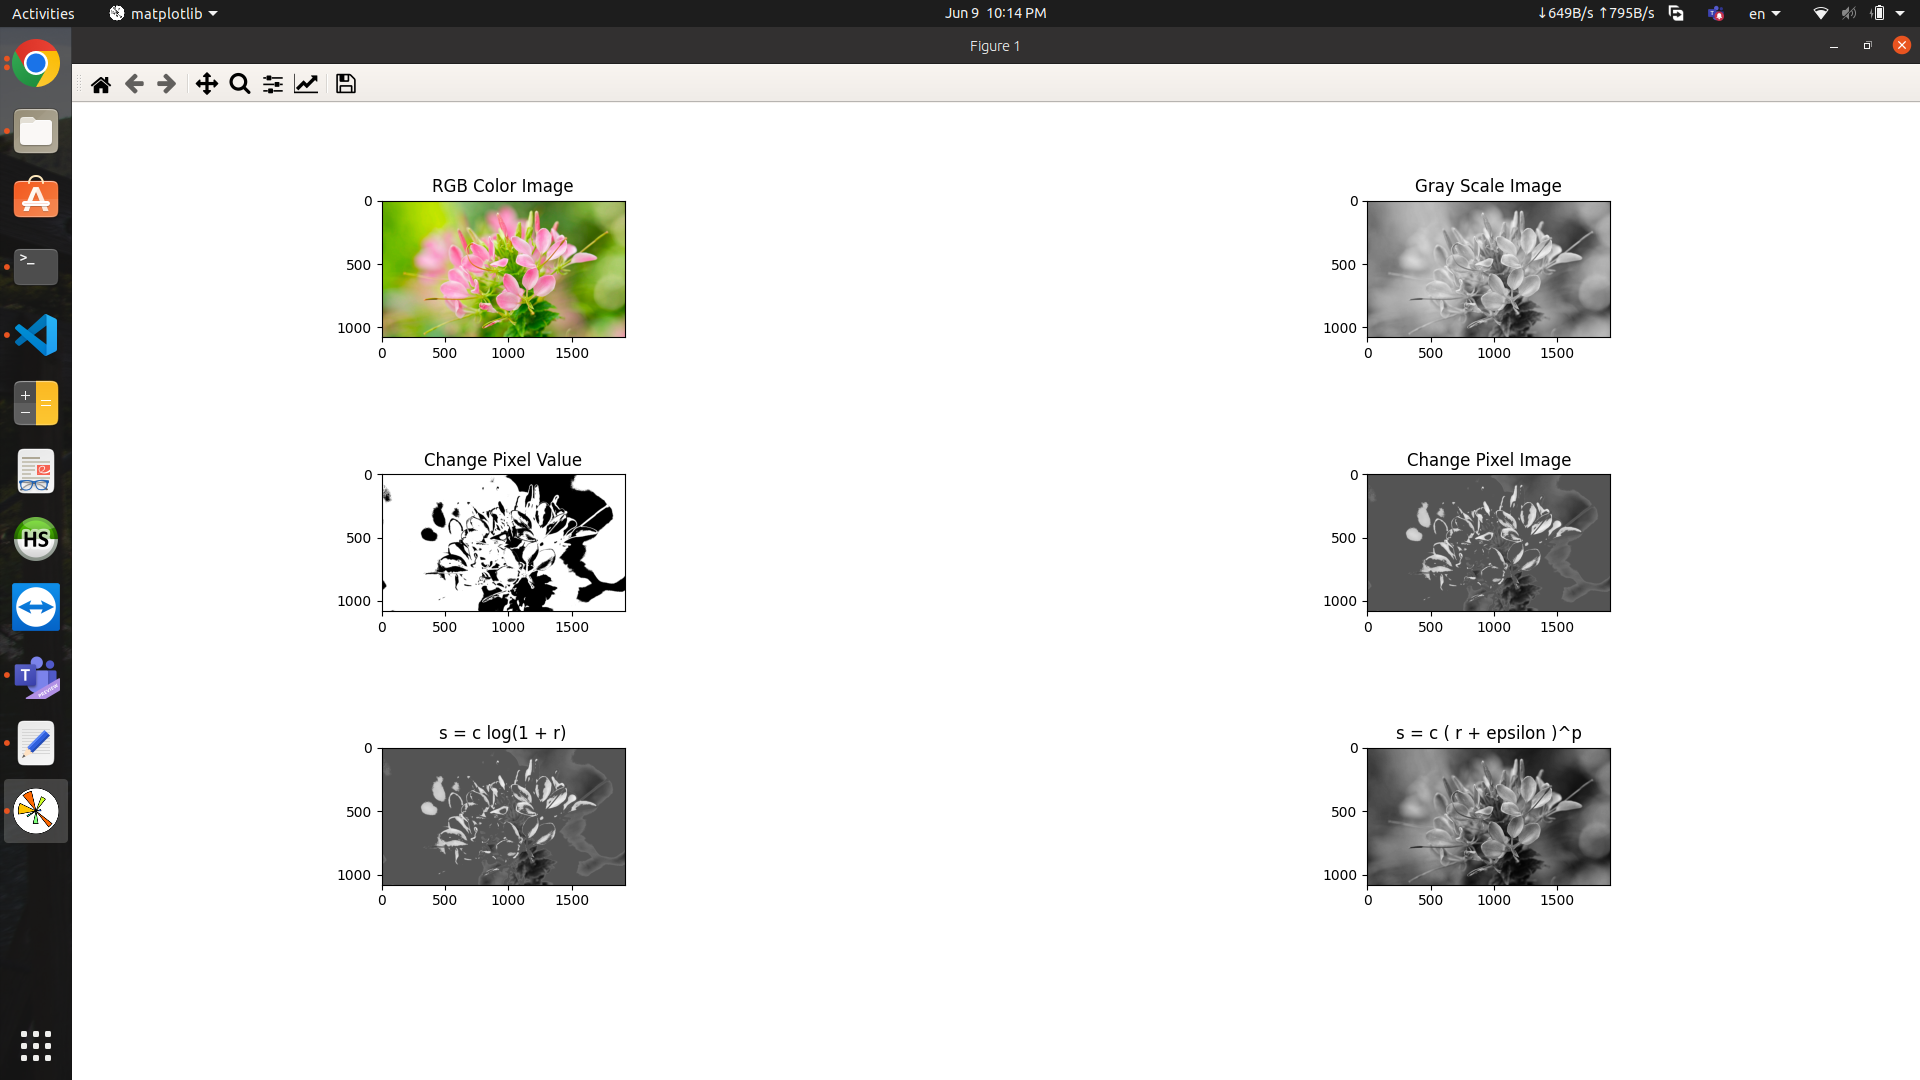 Activities matplotlib Jun 9 10:14 PM ↓649B/s ↑795B/s en
Figure 1
RGB Color Image
0
500
1000
0 500 1000 1500
Gray Scale Image
0
500
1000
0 500 1000 1500
Change Pixel Value
0
500
1000
0 500 1000 1500
Change Pixel Image
0
500
1000
0 500 1000 1500
s = c log(1 + r)
0
500
1000
0 500 1000 1500
s = c ( r + epsilon )^p
0
500
1000
0 500 1000 1500
>_
HS
T